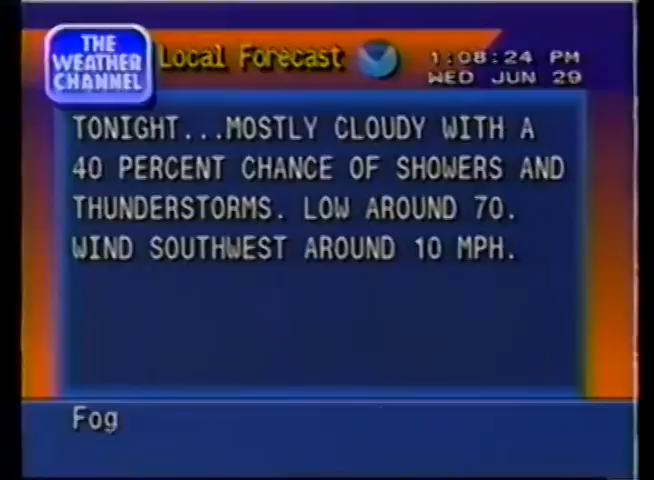 THE
WEATHER
CHANNEL
Local Forecast
1:08:24 PM
WED JUN 29
TONIGHT...MOSTLY CLOUDY WITH A
40 PERCENT CHANCE OF SHOWERS AND
THUNDERSTORMS. LOW AROUND 70.
WIND SOUTHWEST AROUND 10 MPH.
Fog